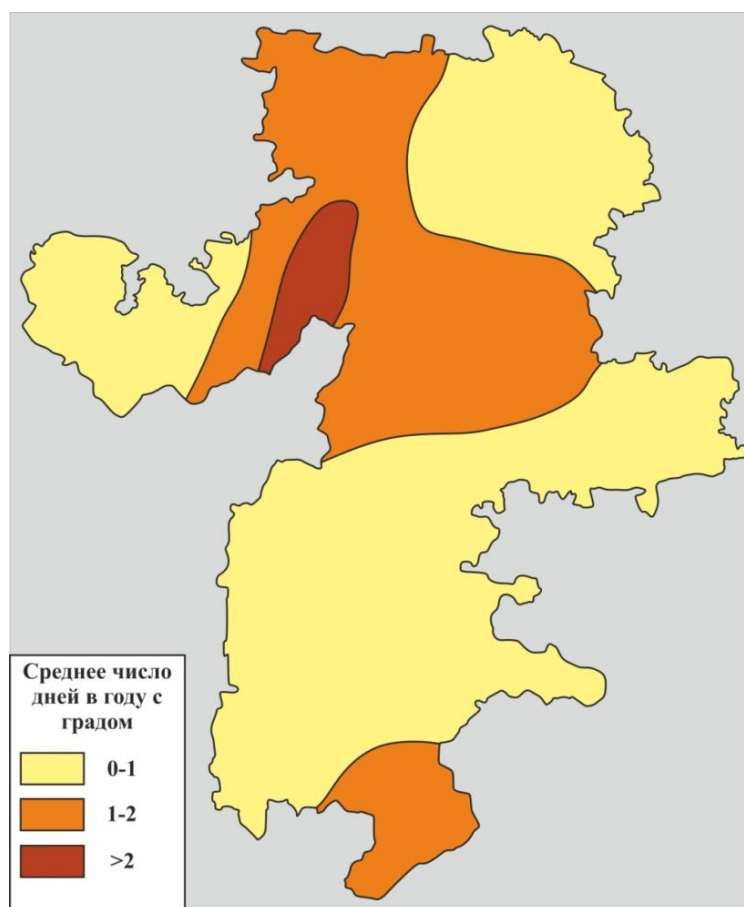 Среднее число
дней в году с
градом
0-1
1-2
>2